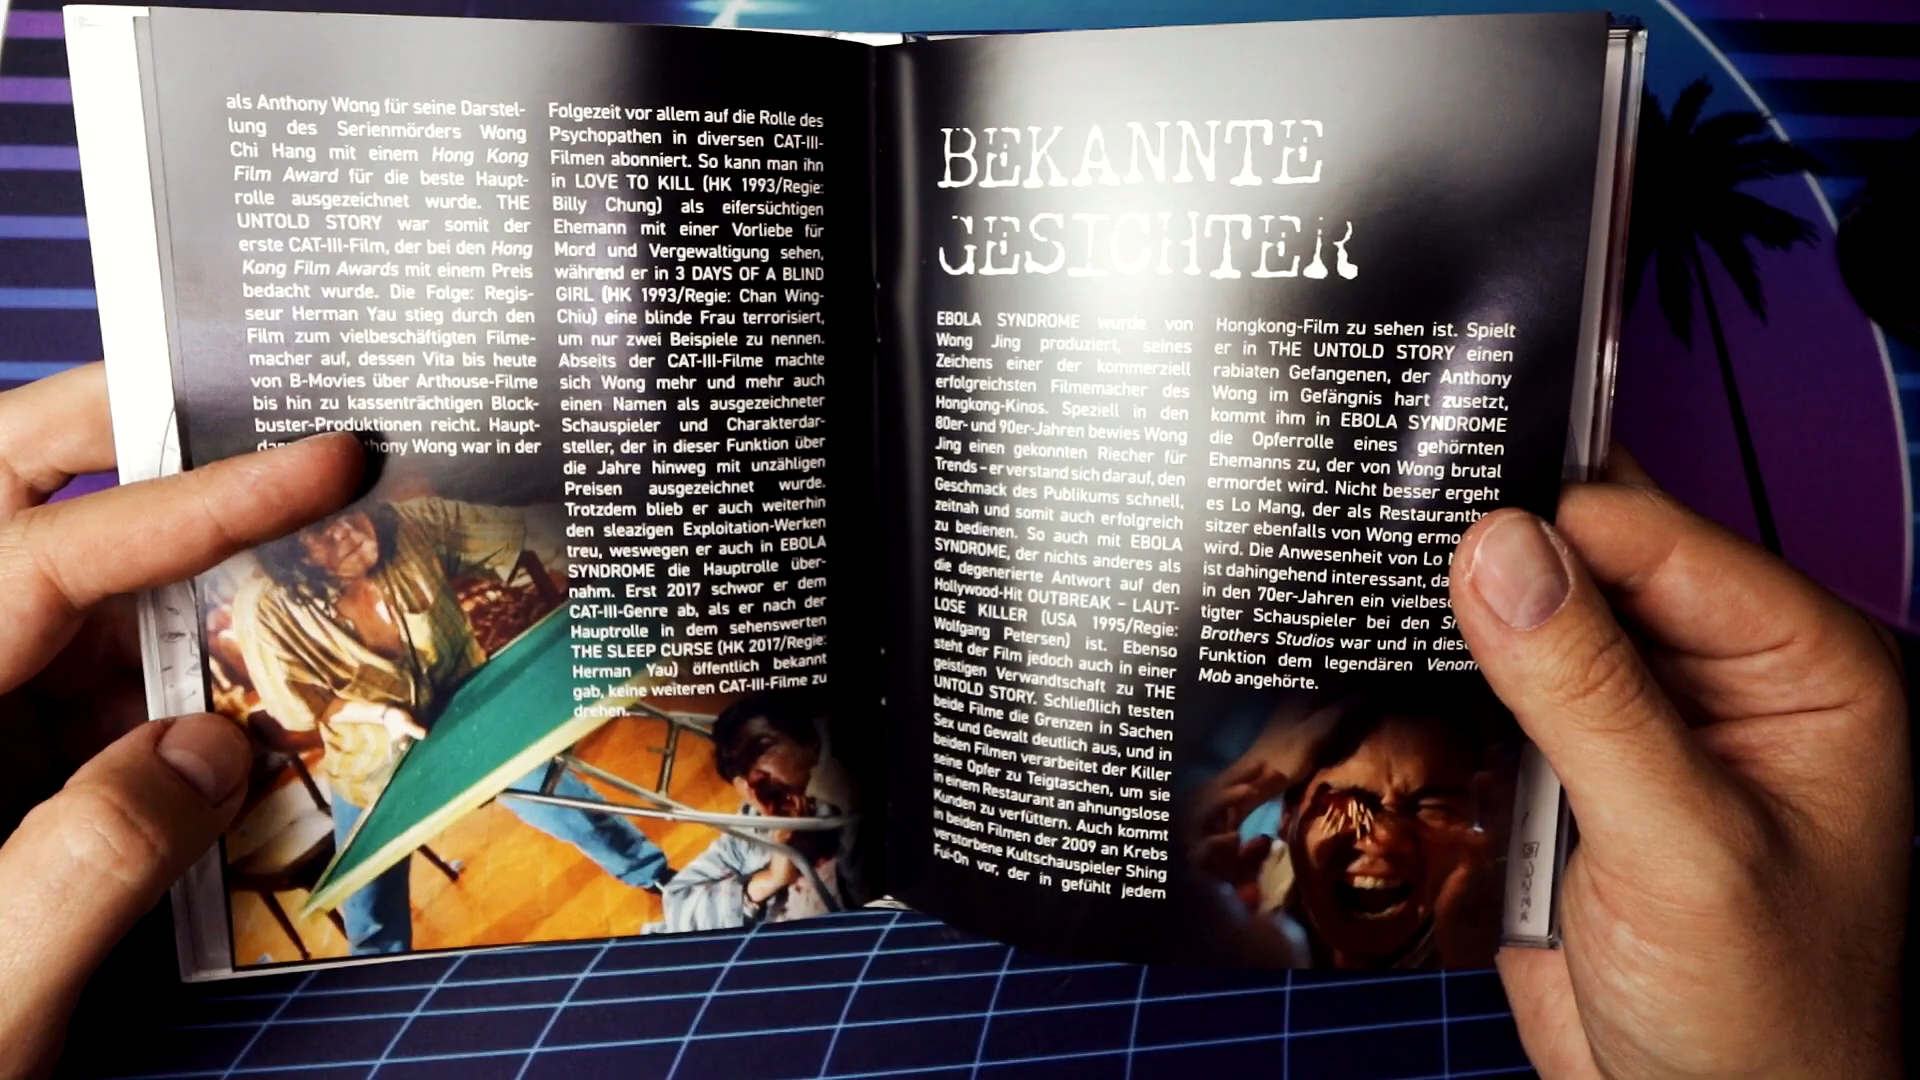 als Anthony Wong für seine Darstel-
lung des Serienmörders Wong
Chi Hang mit einem Hong Kong
Film Award für die beste Haupt-
rolle ausgezeichnet wurde. THE
UNTOLD STORY war somit der
erste CAT-III-Film, der bei den Hong
Kong Film Awards mit einem Preis
bedacht wurde. Die Folge: Regis-
seur Herman Yau stieg durch den
Film zum vielbeschäftigten Filme-
macher auf, dessen Vita bis heute
von B-Movies über Arthouse-Filme
bis hin zu kassenträchtigen Block-
buster-Produktionen reicht. Haupt-
Wong war in der
Folgezeit vor allem auf die Rolle des
Psychopathen in diversen CAT-III-
Filmen abonniert. So kann man ihn
in LOVE TO KILL (HK 1993/Regie:
Billy Chung) als eifersüchtigen
Ehemann mit einer Vorliebe für
Mord und Vergewaltigung sehen,
während er in 3 DAYS OF A BLIND
GIRL (HK 1993/Regie: Chan Wing-
Chiu) eine blinde Frau terrorisiert,
um nur zwei Beispiele zu nennen.
Abseits der CAT-III-Filme machte
sich Wong mehr und mehr auch
einen Namen als ausgezeichneter
Schauspieler und Charakterdar-
steller, der in dieser Funktion über
die Jahre hinweg mit unzähligen
Preisen ausgezeichnet wurde.
Trotzdem blieb er auch weiterhin
den sleazigen Exploitation-Werken
treu, weswegen er auch in EBOLA
SYNDROME die Hauptrolle über-
nahm. Erst 2017 schwor er dem
CAT-III-Genre ab, als er nach der
Hauptrolle in dem sehenswerten
THE SLEEP CURSE (HK 2017/Regie:
Herman Yau) öffentlich bekannt
gab, keine weiteren CAT-III-Filme zu
drehen.
BEKANNTE
GESICHTER
EBOLA SYNDROME wurde von
Wong Jing produziert, seines
Zeichens einer der kommerziell
erfolgreichsten Filmemacher des
Hongkong-Kinos. Speziell in den
80er- und 90er-Jahren bewies Wong
Jing einen gekonnten Riecher für
Trends – er verstand sich darauf, den
Geschmack des Publikums schnell,
zeitnah und somit auch erfolgreich
zu bedienen. So auch mit EBOLA
SYNDROME, der nichts anderes als
die degenerierte Antwort auf den
Hollywood-Hit OUTBREAK – LAUT-
LOSE KILLER (USA 1995/Regie:
Wolfgang Petersen) ist. Ebenso
steht der Film jedoch auch in einer
geistigen Verwandtschaft zu THE
UNTOLD STORY. Schließlich testen
beide Filme die Grenzen in Sachen
Sex und Gewalt deutlich aus, und in
beiden Filmen verarbeitet der Killer
seine Opfer zu Teigtaschen, um sie
in einem Restaurant an ahnungslose
Kunden zu verfüttern. Auch kommt
in beiden Filmen der 2009 an Krebs
verstorbene Kultschauspieler Shing
Fui-On vor, der in gefühlt jedem
Hongkong-Film zu sehen ist. Spielt
er in THE UNTOLD STORY einen
rabiaten Gefangenen, der Anthony
Wong im Gefängnis hart zusetzt,
kommt ihm in EBOLA SYNDROME
die Opferrolle eines gehörnten
Ehemanns zu, der von Wong brutal
ermordet wird. Nicht besser ergeht
es Lo Mang, der als
sitzer ebenfalls von Wong
wird. Die Anwesenheit von Lo
ist dahingehend interessant,
in den 70er-Jahren ein
tigter Schauspieler bei den
Brothers Studios war und in
Funktion dem legendären Venom
Mob angehörte.